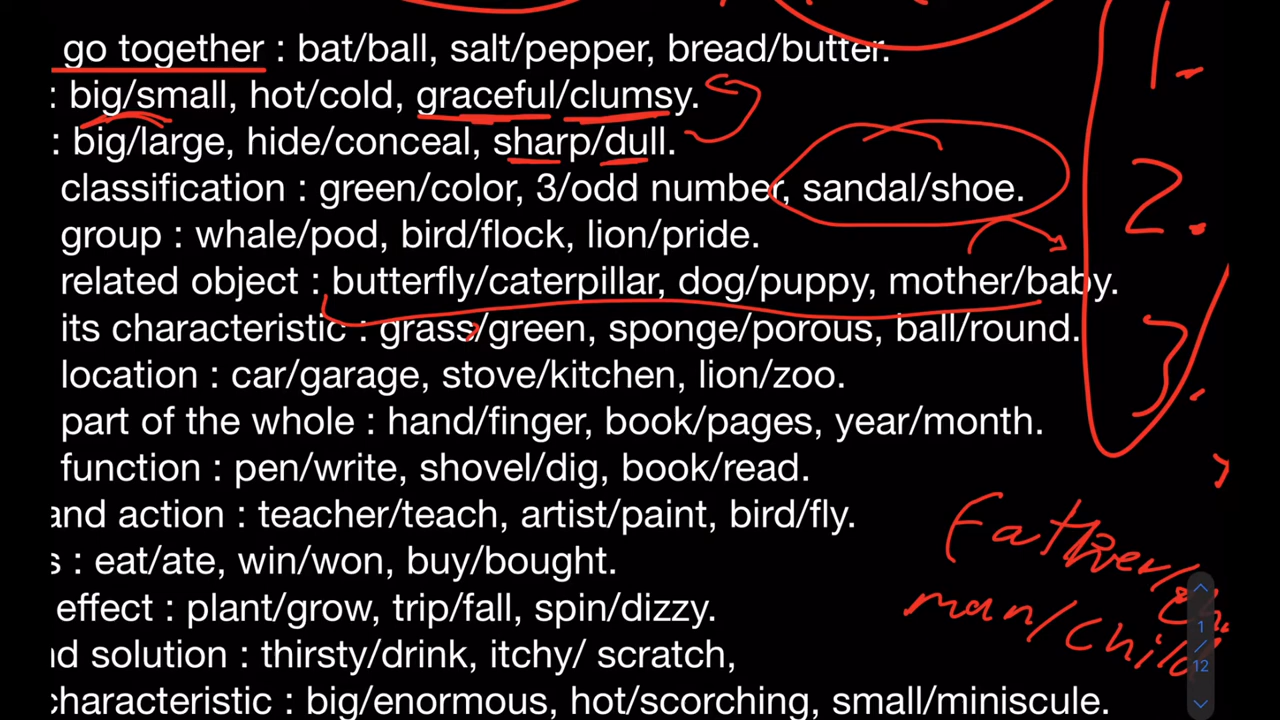 go together : bat/ball, salt/pepper, bread/butter.
1.
: big/small, hot/cold, graceful/clumsy.
: big/large, hide/conceal, sharp/dull.
classification : green/color, 3/odd number, sandal/shoe.
2.
group : whale/pod, bird/flock, lion/pride.
related object : butterfly/caterpillar, dog/puppy, mother/baby.
its characteristic : grass/green, sponge/porous, ball/round.
3.
location : car/garage, stove/kitchen, lion/zoo.
part of the whole : hand/finger, book/pages, year/month.
function : pen/write, shovel/dig, book/read.
and action : teacher/teach, artist/paint, bird/fly.
Father/
s : eat/ate, win/won, buy/bought.
effect : plant/grow, trip/fall, spin/dizzy.
man/child
1
/
12
nd solution : thirsty/drink, itchy/ scratch,
characteristic : big/enormous, hot/scorching, small/miniscule.